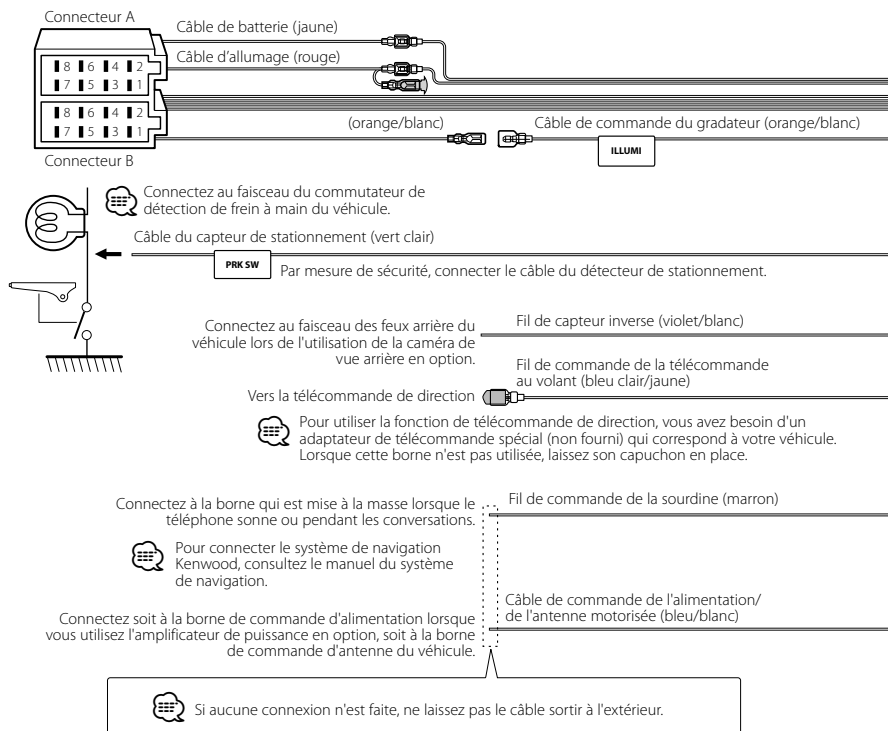 Connecteur A
Câble de batterie (jaune)
Câble d'allumage (rouge)
8 6 4 2
7 5 3 1
8 6 4 2
7 5 3 1
(orange/blanc)
Câble de commande du gradateur (orange/blanc)
ILLUMI
Connecteur B
Connectez au faisceau du commutateur de
détection de frein à main du véhicule.
Câble du capteur de stationnement (vert clair)
PRK SW
Par mesure de sécurité, connecter le câble du détecteur de stationnement.
Connectez au faisceau des feux arrière du
véhicule lors de l'utilisation de la caméra de
vue arrière en option.
Fil de capteur inverse (violet/blanc)
Fil de commande de la télécommande
au volant (bleu clair/jaune)
Vers la télécommande de direction
Pour utiliser la fonction de télécommande de direction, vous avez besoin d'un
adaptateur de télécommande spécial (non fourni) qui correspond à votre véhicule.
Lorsque cette borne n'est pas utilisée, laissez son capuchon en place.
Connectez à la borne qui est mise à la masse lorsque le
téléphone sonne ou pendant les conversations.
Fil de commande de la sourdine (marron)
Pour connecter le système de navigation
Kenwood, consultez le manuel du système
de navigation.
Connectez soit à la borne de commande d'alimentation lorsque
vous utilisez l'amplificateur de puissance en option, soit à la borne
de commande d'antenne du véhicule.
Câble de commande de l'alimentation/
de l'antenne motorisée (bleu/blanc)
Si aucune connexion n'est faite, ne laissez pas le câble sortir à l'extérieur.